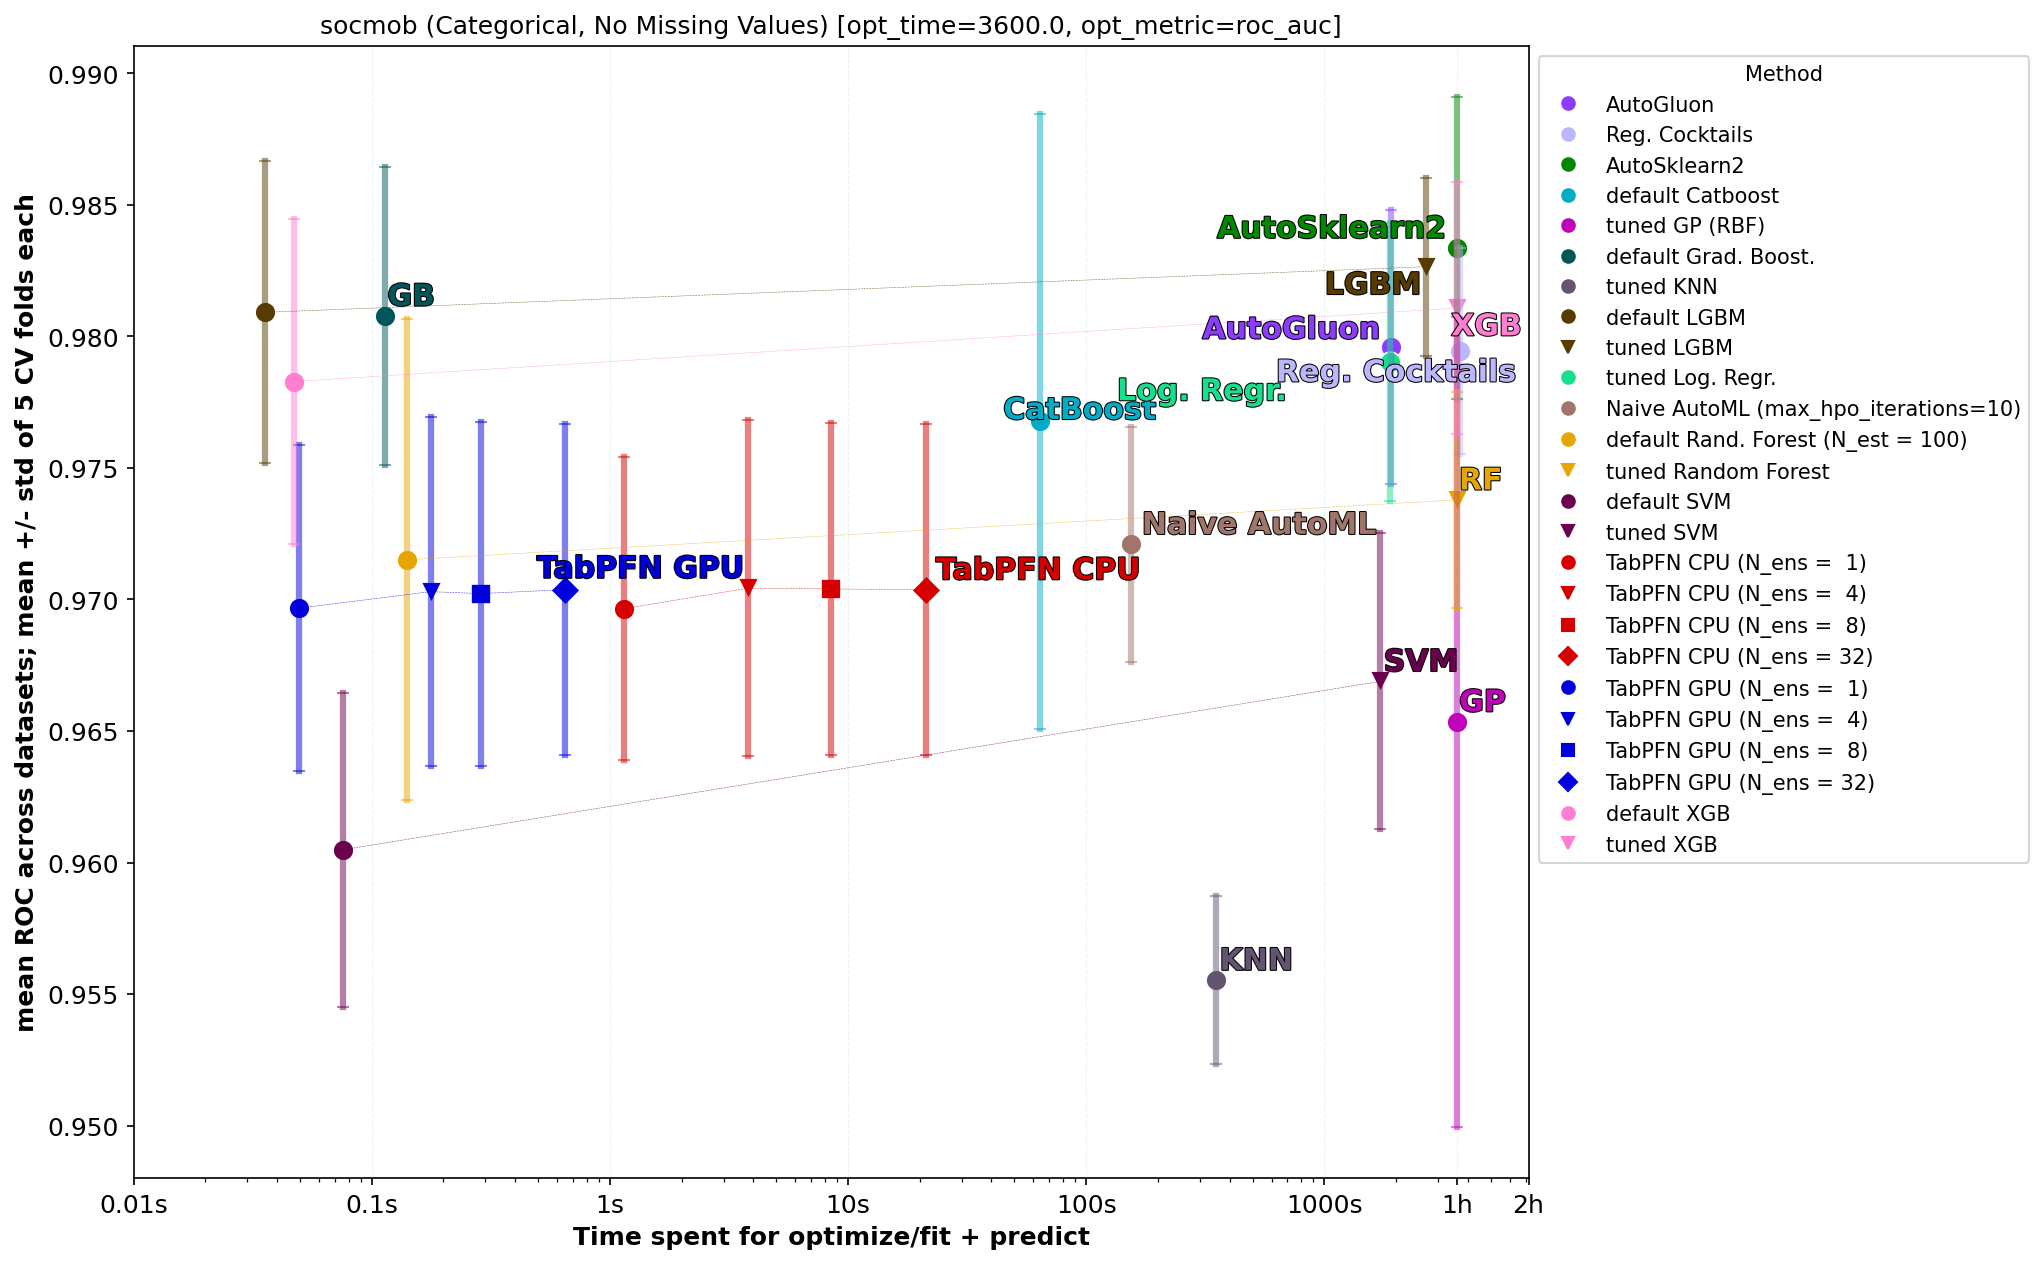 socmob (Categorical, No Missing Values) [opt_time=3600.0, opt_metric=roc_auc]
mean ROC across datasets; mean +/- std of 5 CV folds each
0.990
0.985
0.980
0.975
0.970
0.965
0.960
0.955
0.950
AutoSklearn2
LGBM
GB
AutoGluon
XGB
Reg. Cocktails
Log. Regr.
CatBoost
RF
Naive AutoML
TabPFN GPU
TabPFN CPU
SVM
GP
KNN
0.01s 0.1s 1s 10s 100s 1000s 1h 2h
Time spent for optimize/fit + predict
Method
AutoGluon
Reg. Cocktails
AutoSklearn2
default Catboost
tuned GP (RBF)
default Grad. Boost.
tuned KNN
default LGBM
tuned LGBM
tuned Log. Regr.
Naive AutoML (max_hpo_iterations=10)
default Rand. Forest (N_est = 100)
tuned Random Forest
default SVM
tuned SVM
TabPFN CPU (N_ens =  1)
TabPFN CPU (N_ens =  4)
TabPFN CPU (N_ens =  8)
TabPFN CPU (N_ens = 32)
TabPFN GPU (N_ens =  1)
TabPFN GPU (N_ens =  4)
TabPFN GPU (N_ens =  8)
TabPFN GPU (N_ens = 32)
default XGB
tuned XGB